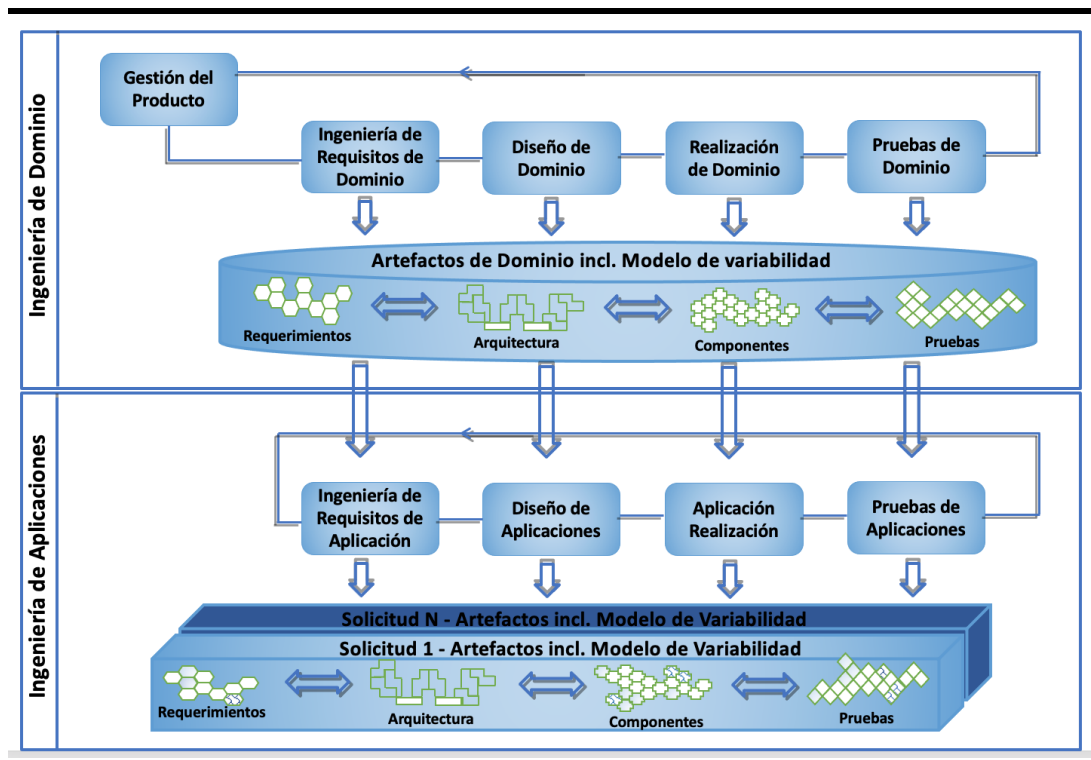 Ingeniería de Dominio
Gestión del
Producto
Ingeniería de
Requisitos de
Dominio
Diseño de
Dominio
Realización
de Dominio
Pruebas de
Dominio
Artefactos de Dominio incl. Modelo de variabilidad
Requerimientos
Arquitectura
Componentes
Pruebas
Ingeniería de Aplicaciones
Ingeniería de
Requisitos de
Aplicación
Diseño de
Aplicaciones
Aplicación
Realización
Pruebas de
Aplicaciones
Solicitud N - Artefactos incl. Modelo de Variabilidad
Solicitud 1 - Artefactos incl. Modelo de Variabilidad
Requerimientos
Arquitectura
Componentes
Pruebas